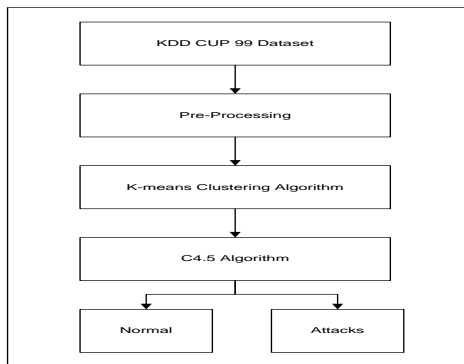 KDD CUP 99 Dataset
Pre-Processing
K-means Clustering Algorithm
C4.5 Algorithm
Normal
Attacks